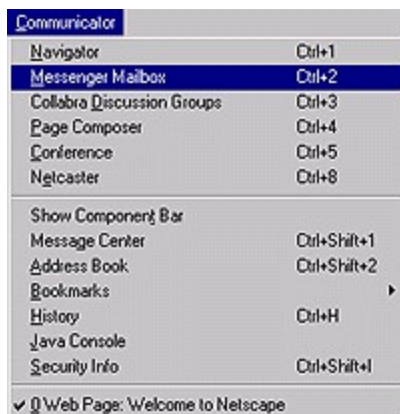 Communicator
Navigator Ctrl+1
Messenger Mailbox Ctrl+2
Collabra Discussion Groups Ctrl+3
Page Composer Ctrl+4
Conference Ctrl+5
Netcaster Ctrl+8
Show Component Bar
Message Center Ctrl+Shift+1
Address Book Ctrl+Shift+2
Bookmarks
History Ctrl+H
Java Console
Security Info Ctrl+Shift+I
0 Web Page: Welcome to Netscape